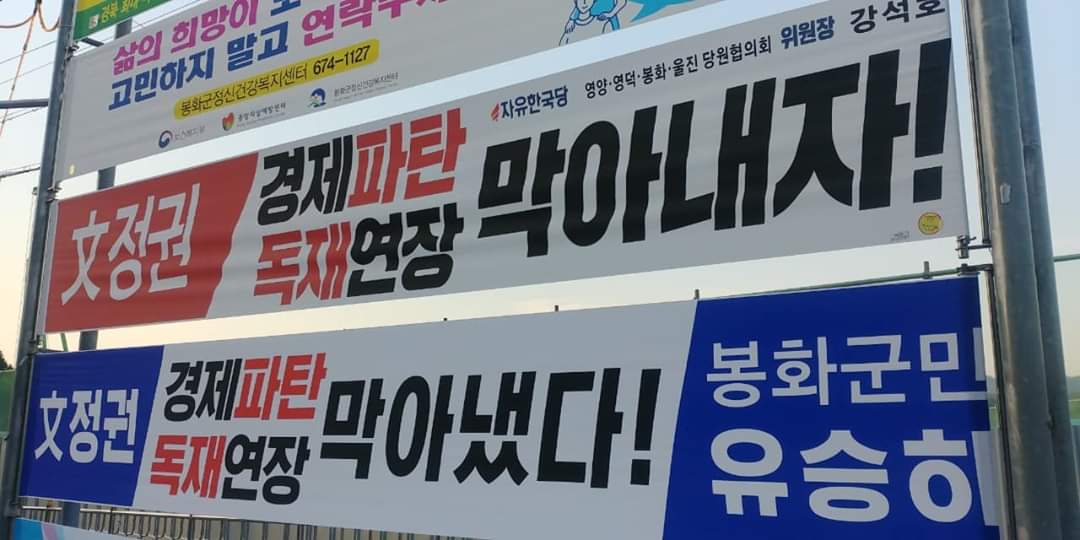 삶의 희망이
고민하지 말고
봉화군정신건강복지센터 674-1127
자유한국당 영양·영덕·봉화·울진 당원협의회 위원장 강석호
文정권 경제파탄 독재연장 막아내자!
文정권 경제파탄 독재연장 막아냈다! 봉화군민
유승하